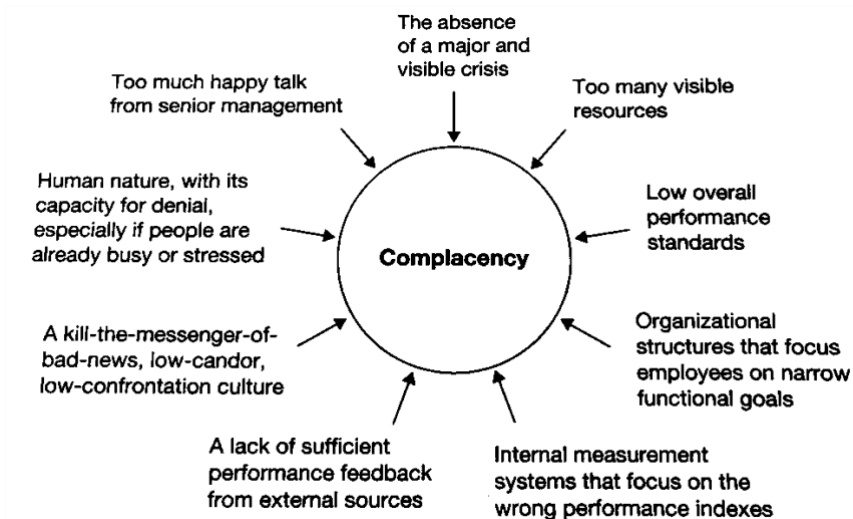 The absence
of a major and
visible crisis
Too many visible
resources
Low overall
performance
standards
Organizational
structures that focus
employees on narrow
functional goals
Internal measurement
systems that focus on the
wrong performance indexes
A lack of sufficient
performance feedback
from external sources
A kill-the-messenger-of-
bad-news, low-candor,
low-confrontation culture
Human nature, with its
capacity for denial,
especially if people are
already busy or stressed
Too much happy talk
from senior management
Complacency